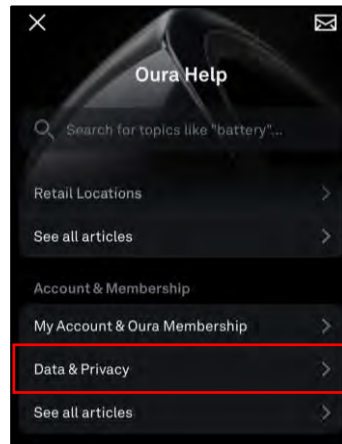 Oura Help
Search for topics like "battery"...
Retail Locations
See all articles
Account & Membership
My Account & Oura Membership
Data & Privacy
See all articles